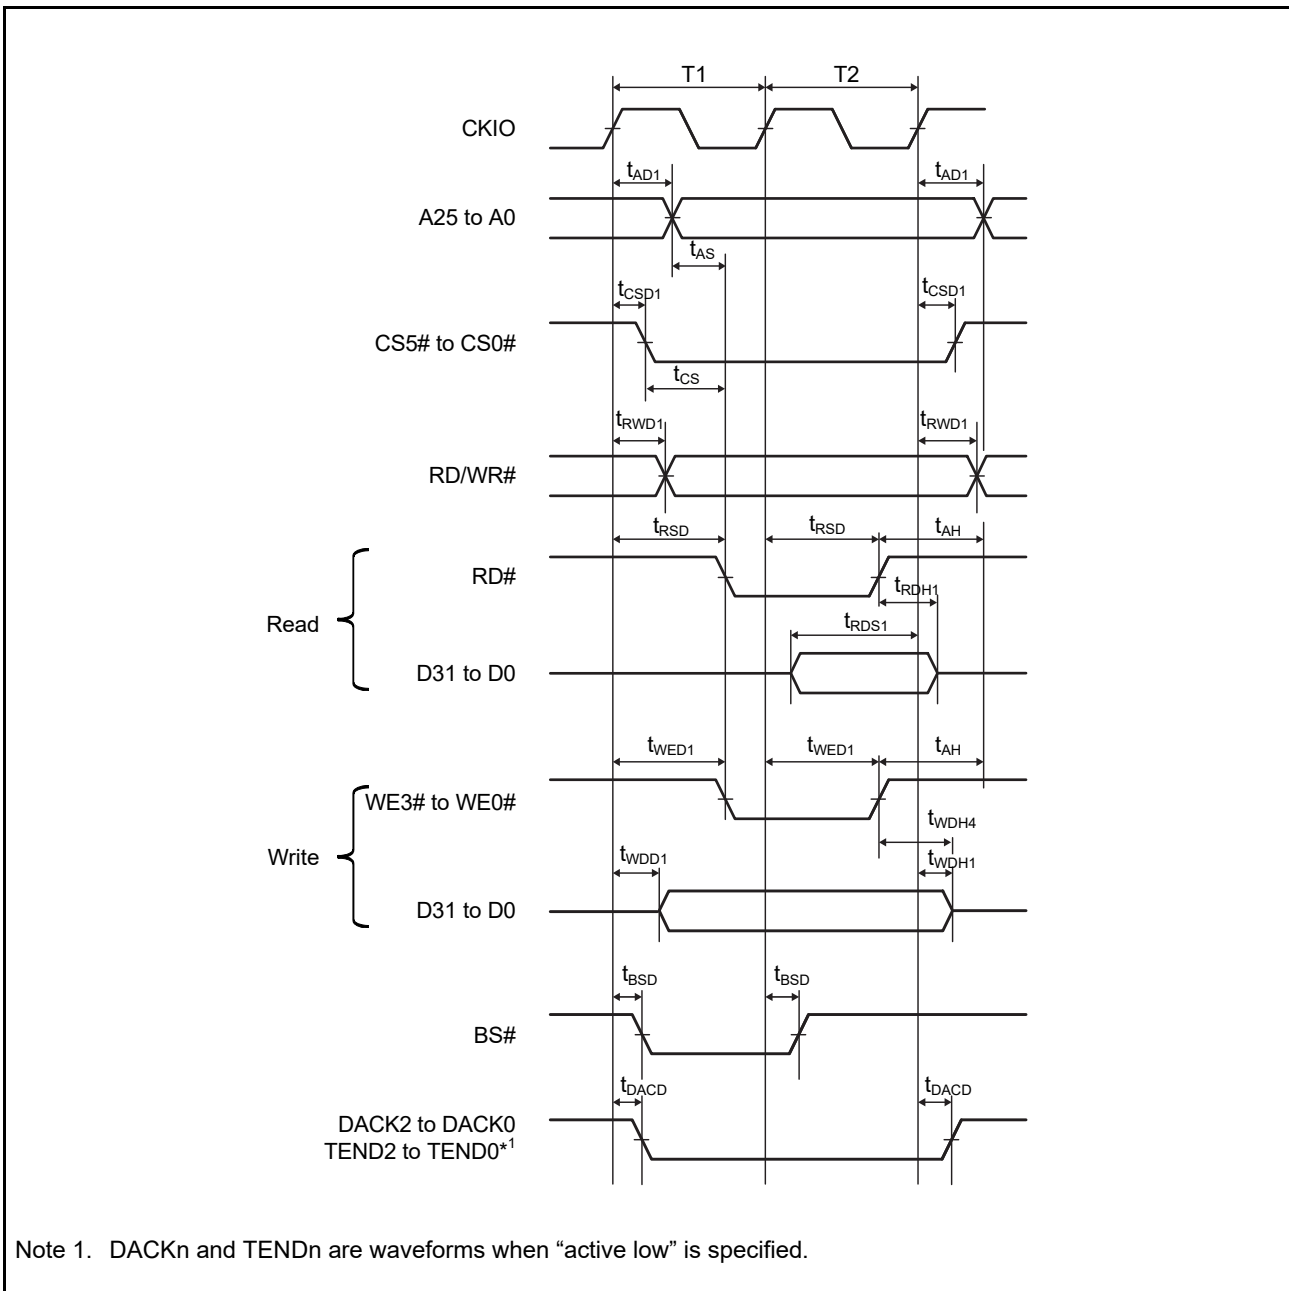 T1 T2
CKIO
tAD1 tAD1
A25 to A0
tAS
tCSD1 tCSD1
CS5# to CS0#
tCS
tRWD1 tRWD1
RD/WR#
tRSD tRSD tAH
RD#
tRDH1
Read
tRDS1
D31 to D0
tWED1 tWED1 tAH
WE3# to WE0#
tWDH4
Write
tWDD1 tWDH1
D31 to D0
tBSD tBSD
BS#
tDACD tDACD
DACK2 to DACK0
TEND2 to TEND0*1
Note 1. DACKn and TENDn are waveforms when “active low” is specified.